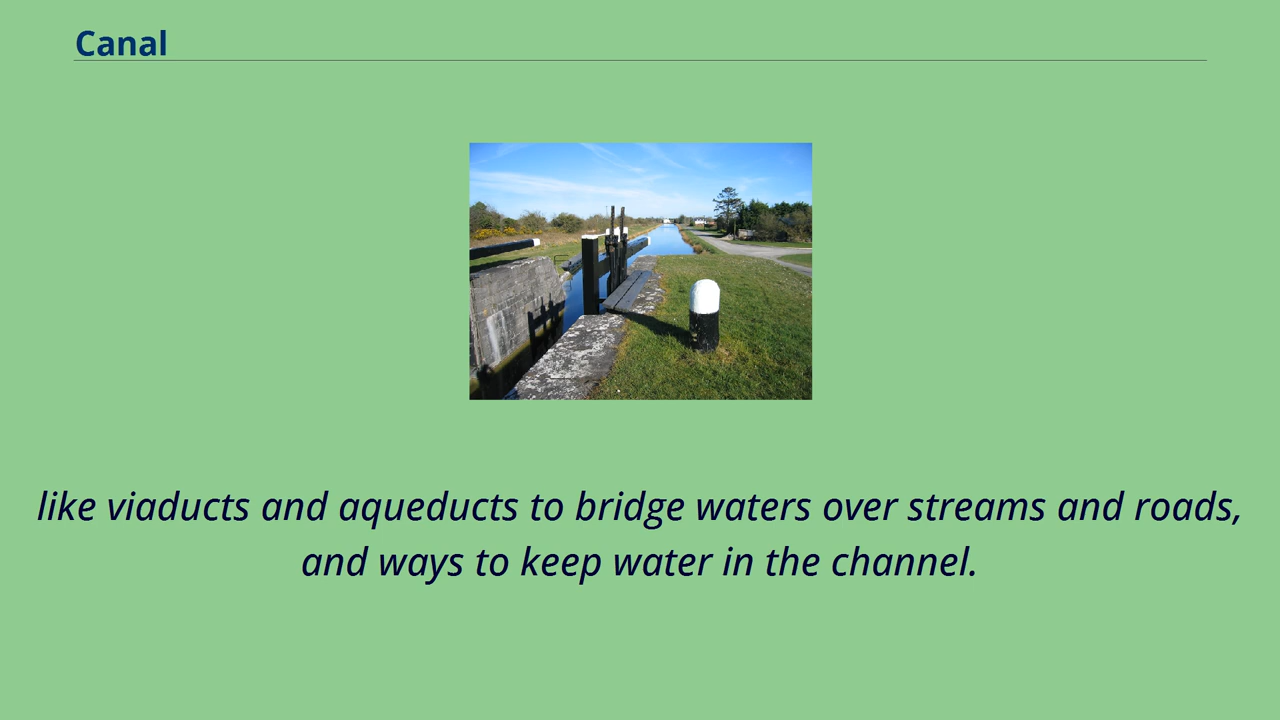 Canal
like viaducts and aqueducts to bridge waters over streams and roads,
and ways to keep water in the channel.